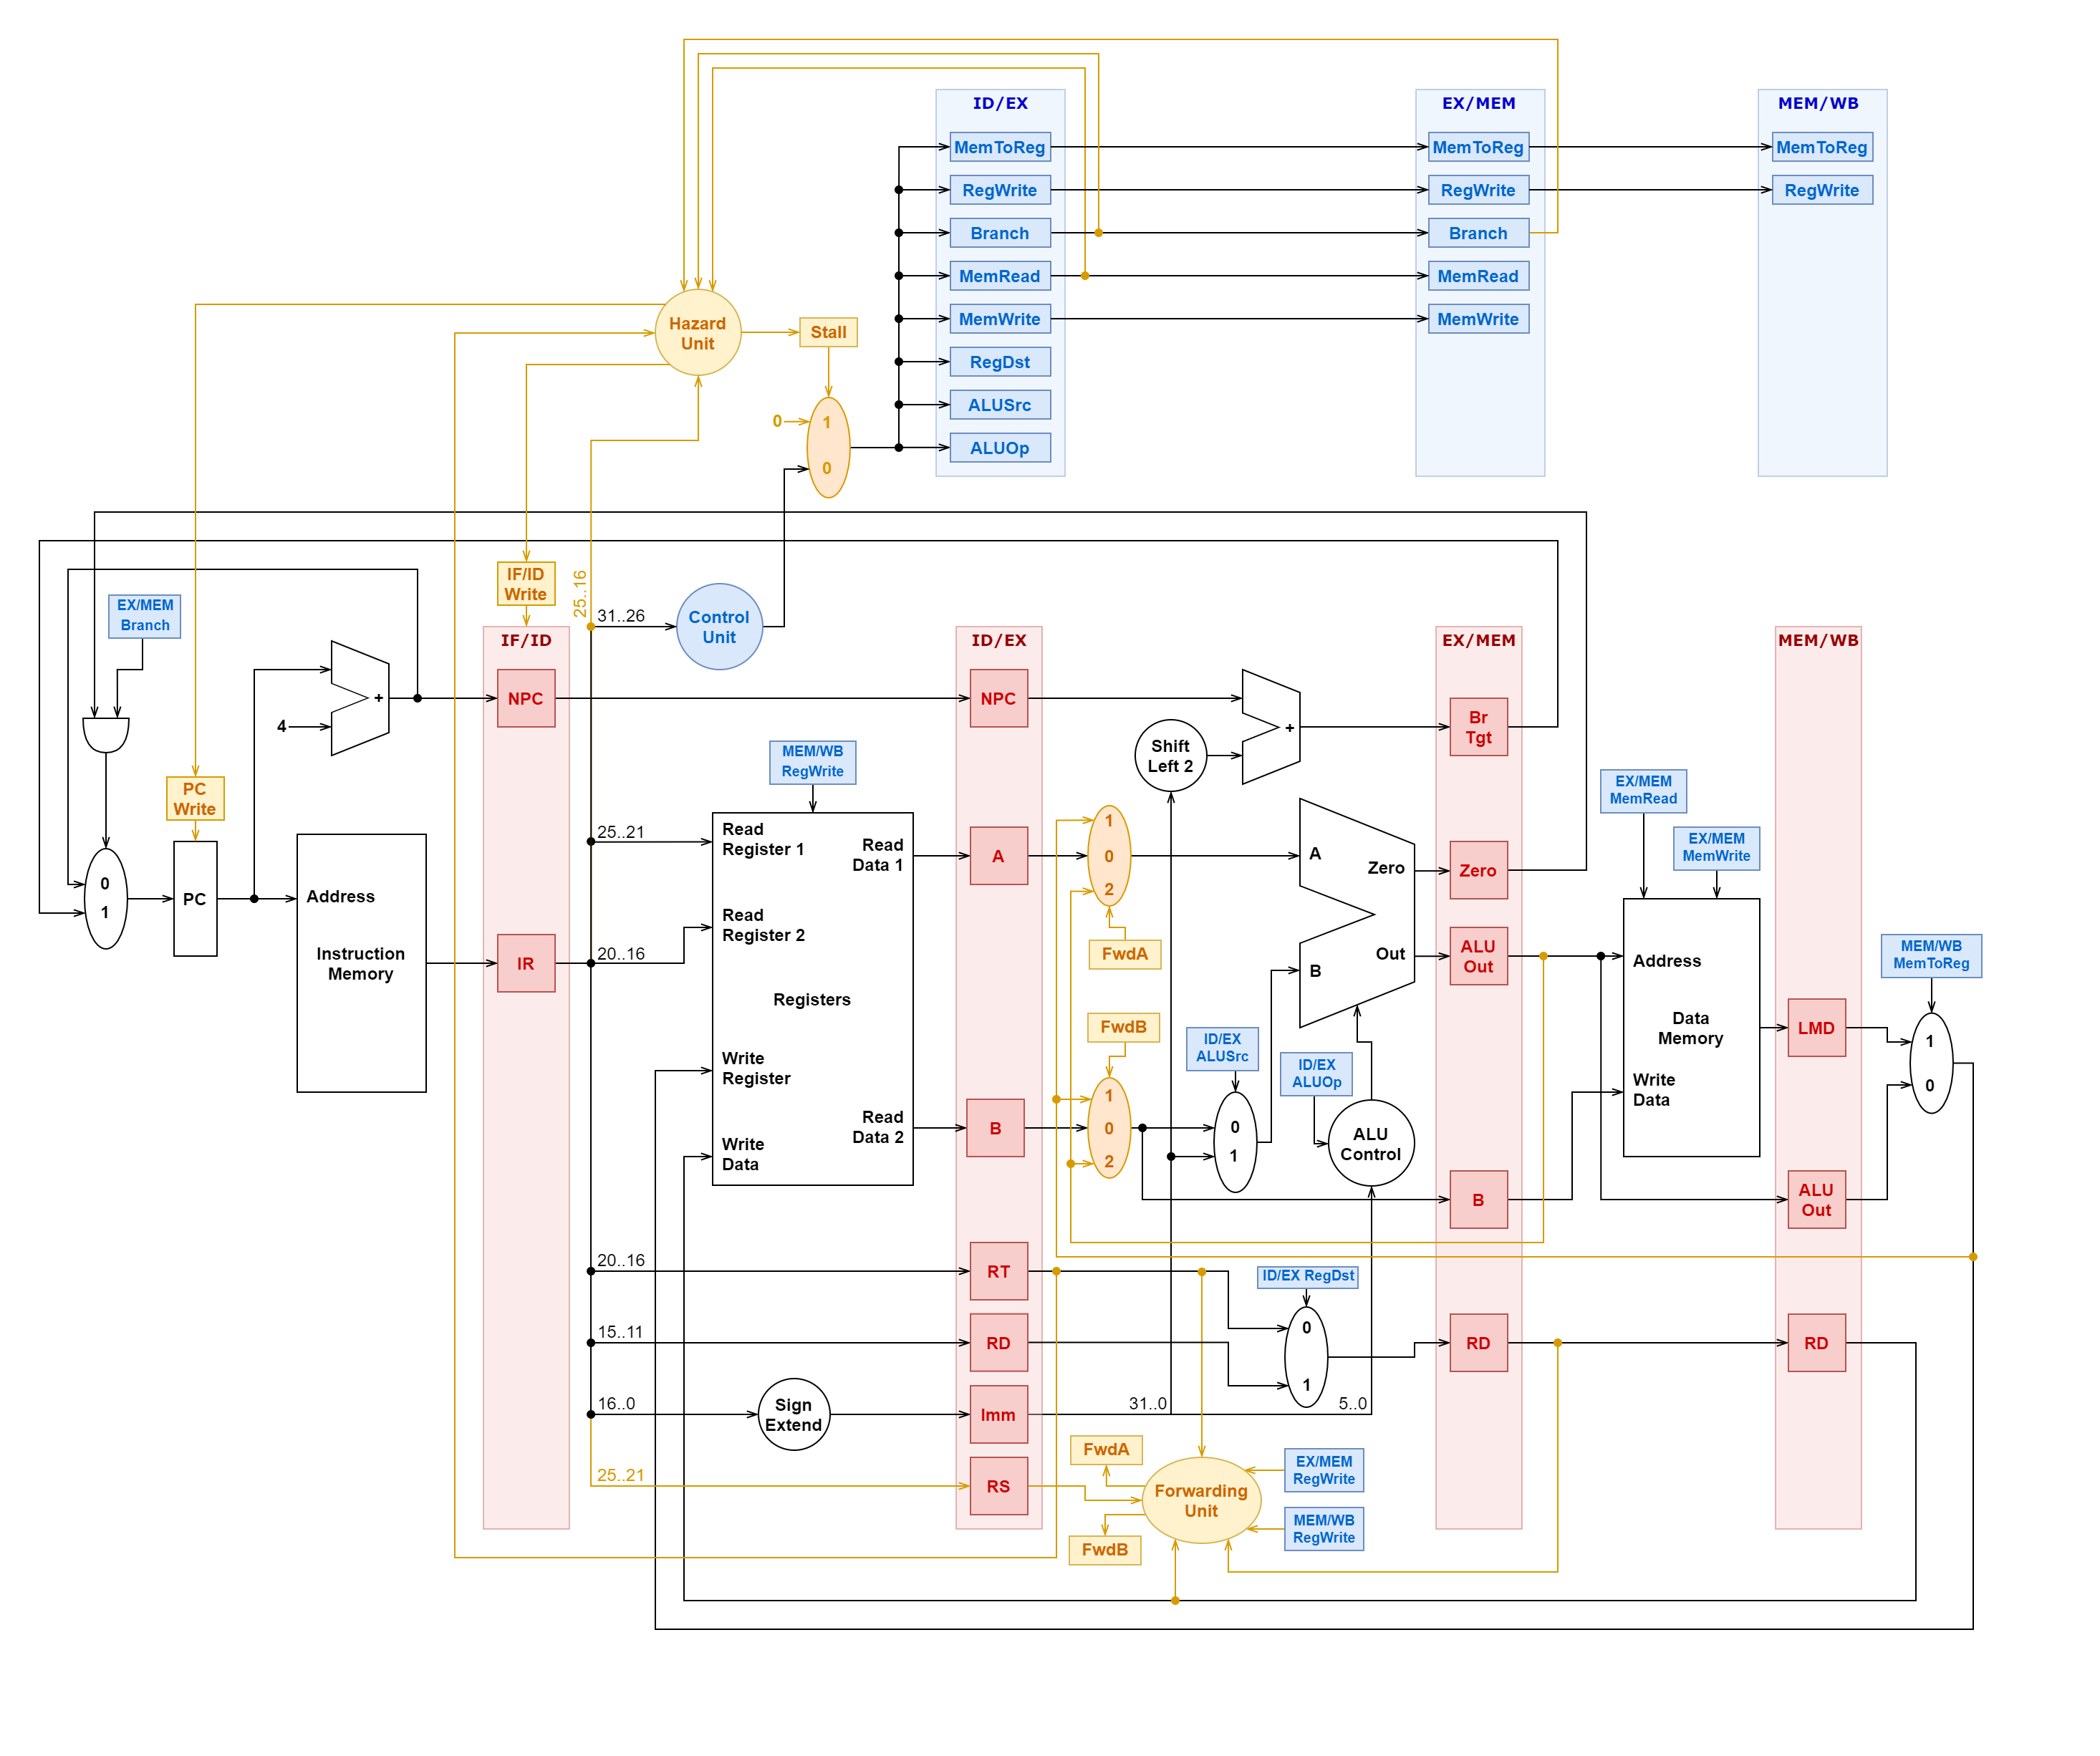 ID/EX
EX/MEM
MEM/WB
MemToReg
MemToReg
MemToReg
RegWrite
RegWrite
RegWrite
Branch
Branch
MemRead
MemRead
MemWrite
MemWrite
RegDst
ALUSrc
ALUOp
Hazard
Unit
Stall
0
1
0
IF/ID
Write
25..16
31..26
Control
Unit
EX/MEM
Branch
IF/ID
ID/EX
EX/MEM
MEM/WB
+
4
NPC
NPC
Shift
Left 2
+
Br
Tgt
PC
Write
MEM/WB
RegWrite
EX/MEM
MemRead
EX/MEM
MemWrite
0
1
PC
Address
Instruction
Memory
IR
25..21
20..16
Read
Register 1
Read
Data 1
Read
Register 2
Registers
Write
Register
Read
Data 2
Write
Data
A
1
0
2
FwdA
A
Zero
Out
B
Zero
ALU
Out
Address
Data
Memory
Write
Data
MEM/WB
MemToReg
LMD
1
0
FwdB
ID/EX
ALUSrc
ID/EX
ALUOp
B
1
0
2
0
1
ALU
Control
B
ALU
Out
20..16
RT
ID/EX RegDst
15..11
RD
0
1
RD
RD
16..0
Sign
Extend
Imm
31..0
5..0
25..21
RS
FwdA
Forwarding
Unit
FwdB
EX/MEM
RegWrite
MEM/WB
RegWrite